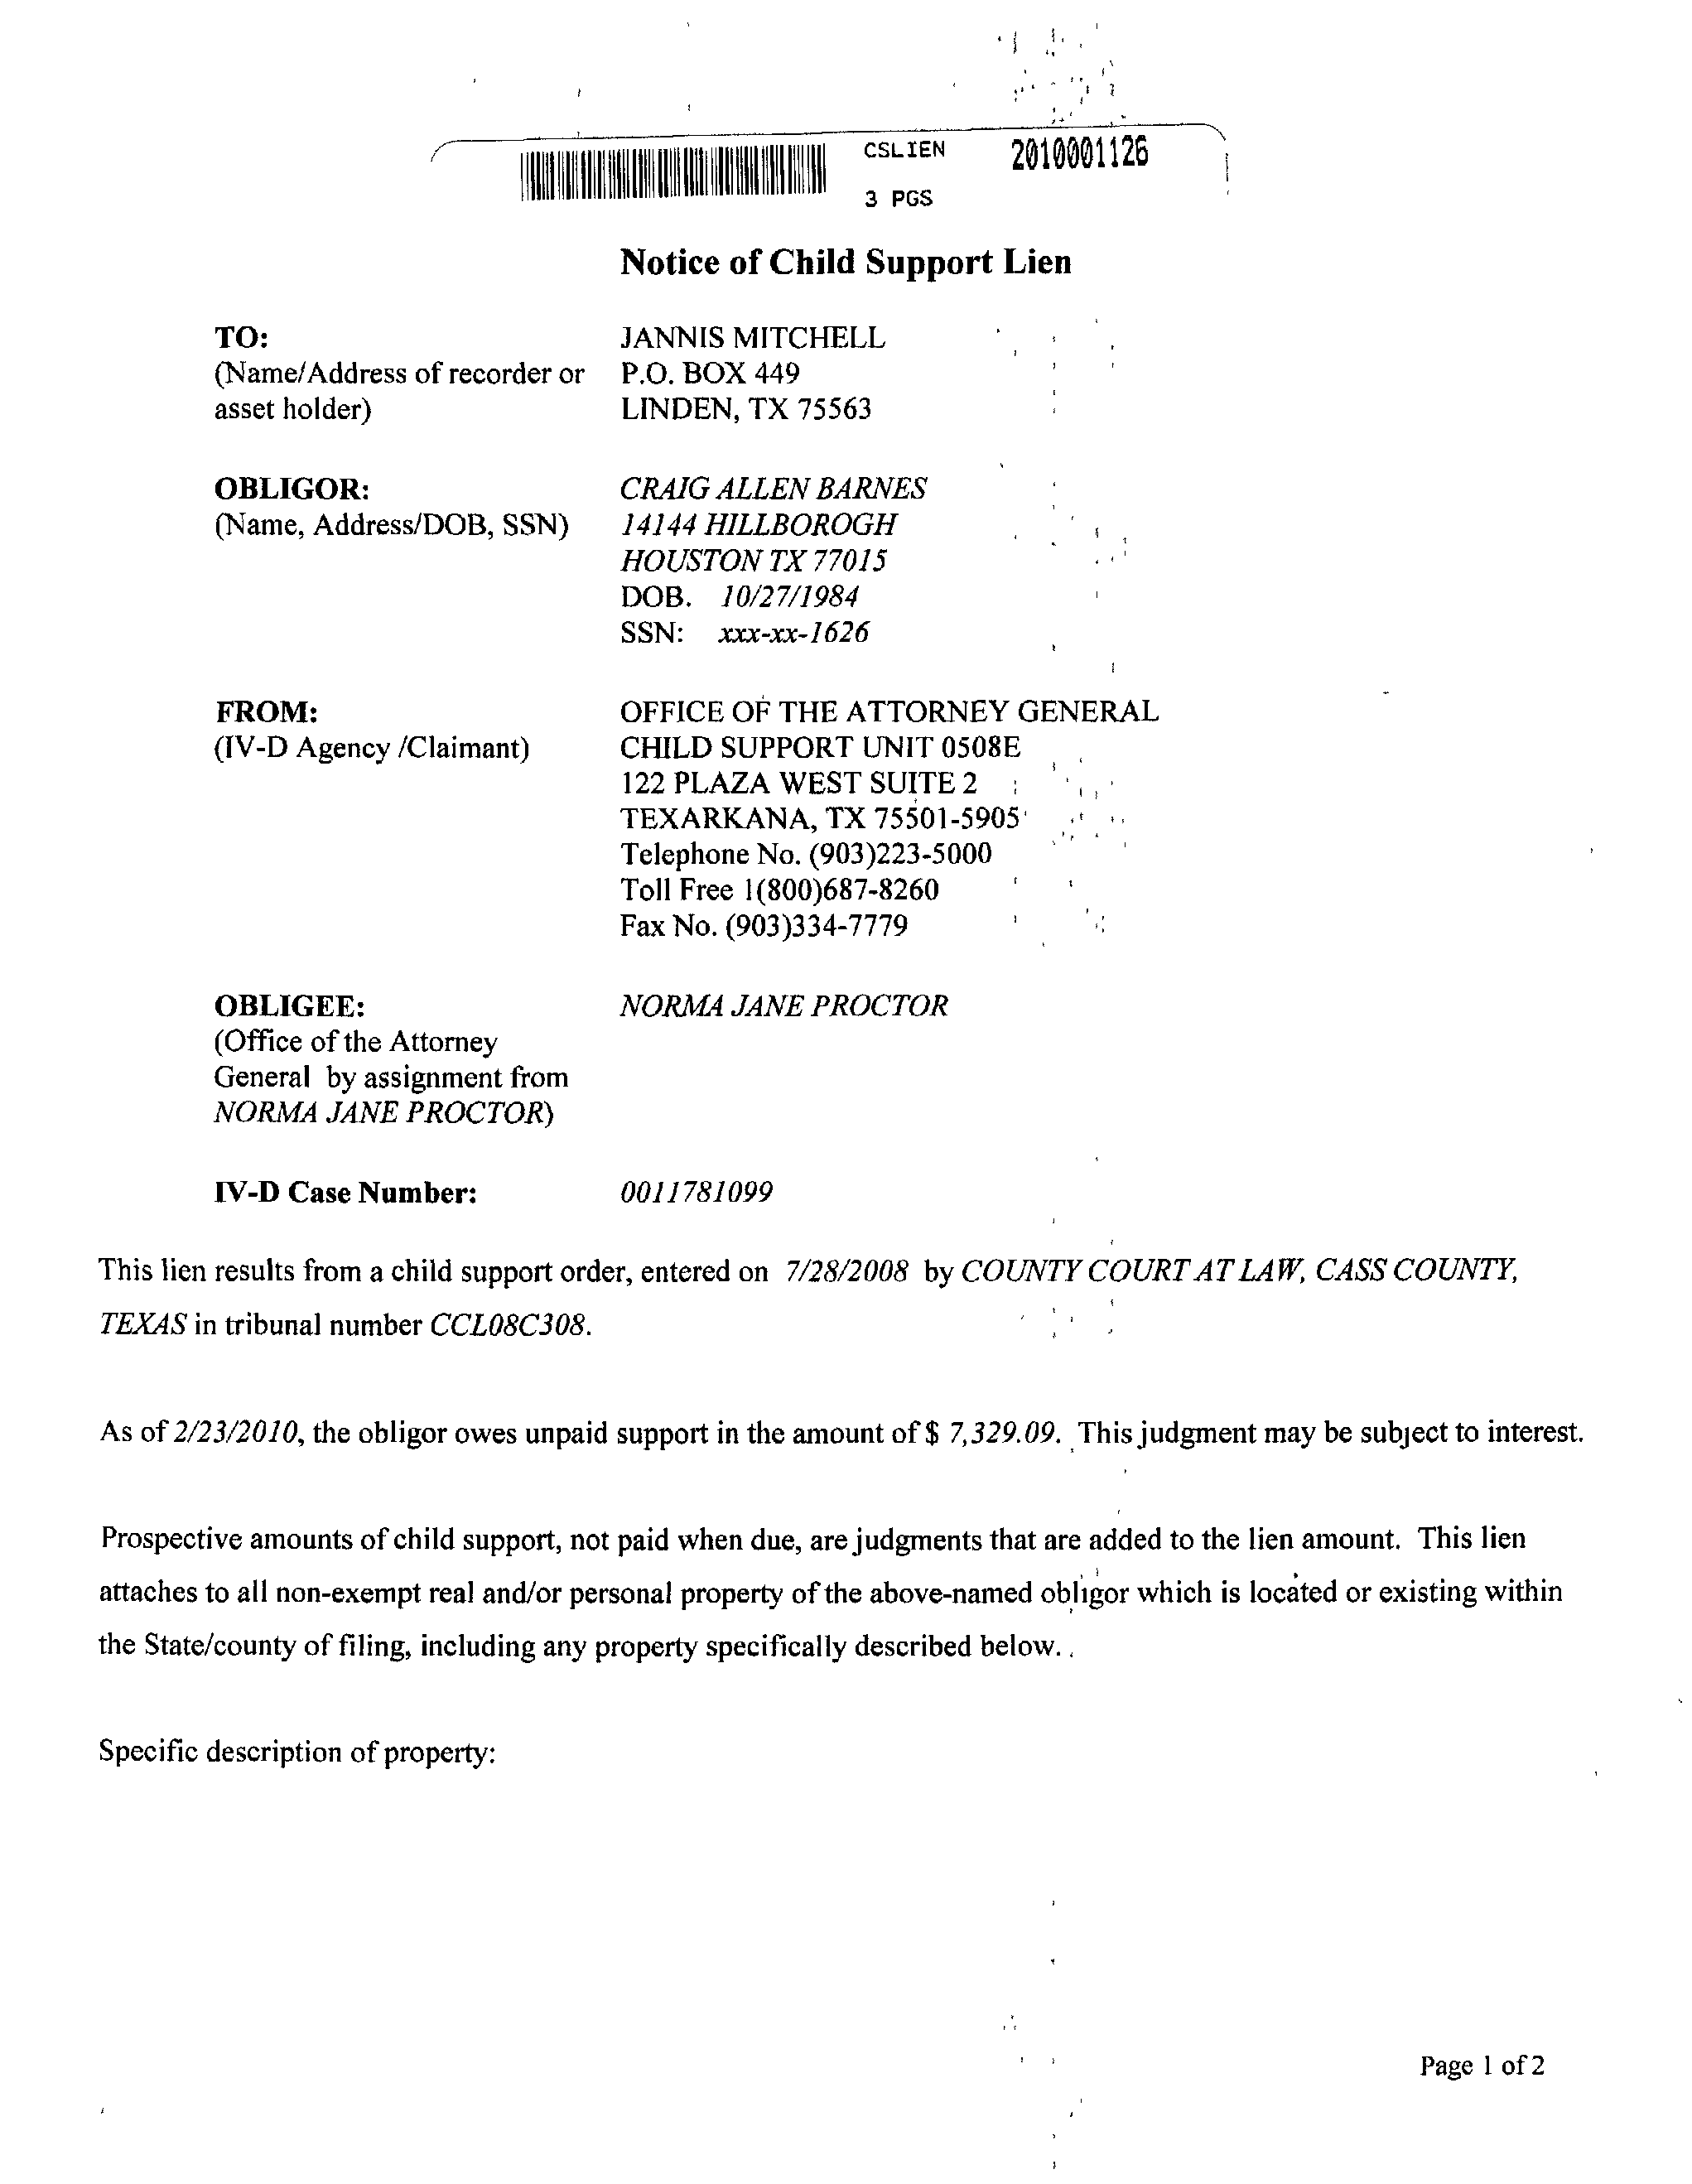 CSLIEN 2010001126
3 PGS
Notice of Child Support Lien
TO: JANNIS MITCHELL
(Name/Address of recorder or P.O. BOX 449
asset holder) LINDEN, TX 75563
OBLIGOR: CRAIG ALLEN BARNES
(Name, Address/DOB, SSN) 14144 HILLBOROGH
HOUSTON TX 77015
DOB. 10/27/1984
SSN: xxx-xx-1626
FROM: OFFICE OF THE ATTORNEY GENERAL
(IV-D Agency /Claimant) CHILD SUPPORT UNIT 0508E
122 PLAZA WEST SUITE 2
TEXARKANA, TX 75501-5905
Telephone No. (903)223-5000
Toll Free 1(800)687-8260
Fax No. (903)334-7779
OBLIGEE: NORMA JANE PROCTOR
(Office of the Attorney
General by assignment from
NORMA JANE PROCTOR)
IV-D Case Number: 0011781099
This lien results from a child support order, entered on 7/28/2008 by COUNTY COURT AT LAW, CASS COUNTY,
TEXAS in tribunal number CCL08C308.
As of 2/23/2010, the obligor owes unpaid support in the amount of $ 7,329.09. This judgment may be subject to interest.
Prospective amounts of child support, not paid when due, are judgments that are added to the lien amount. This lien
attaches to all non-exempt real and/or personal property of the above-named obligor which is located or existing within
the State/county of filing, including any property specifically described below.
Specific description of property:
Page 1 of 2